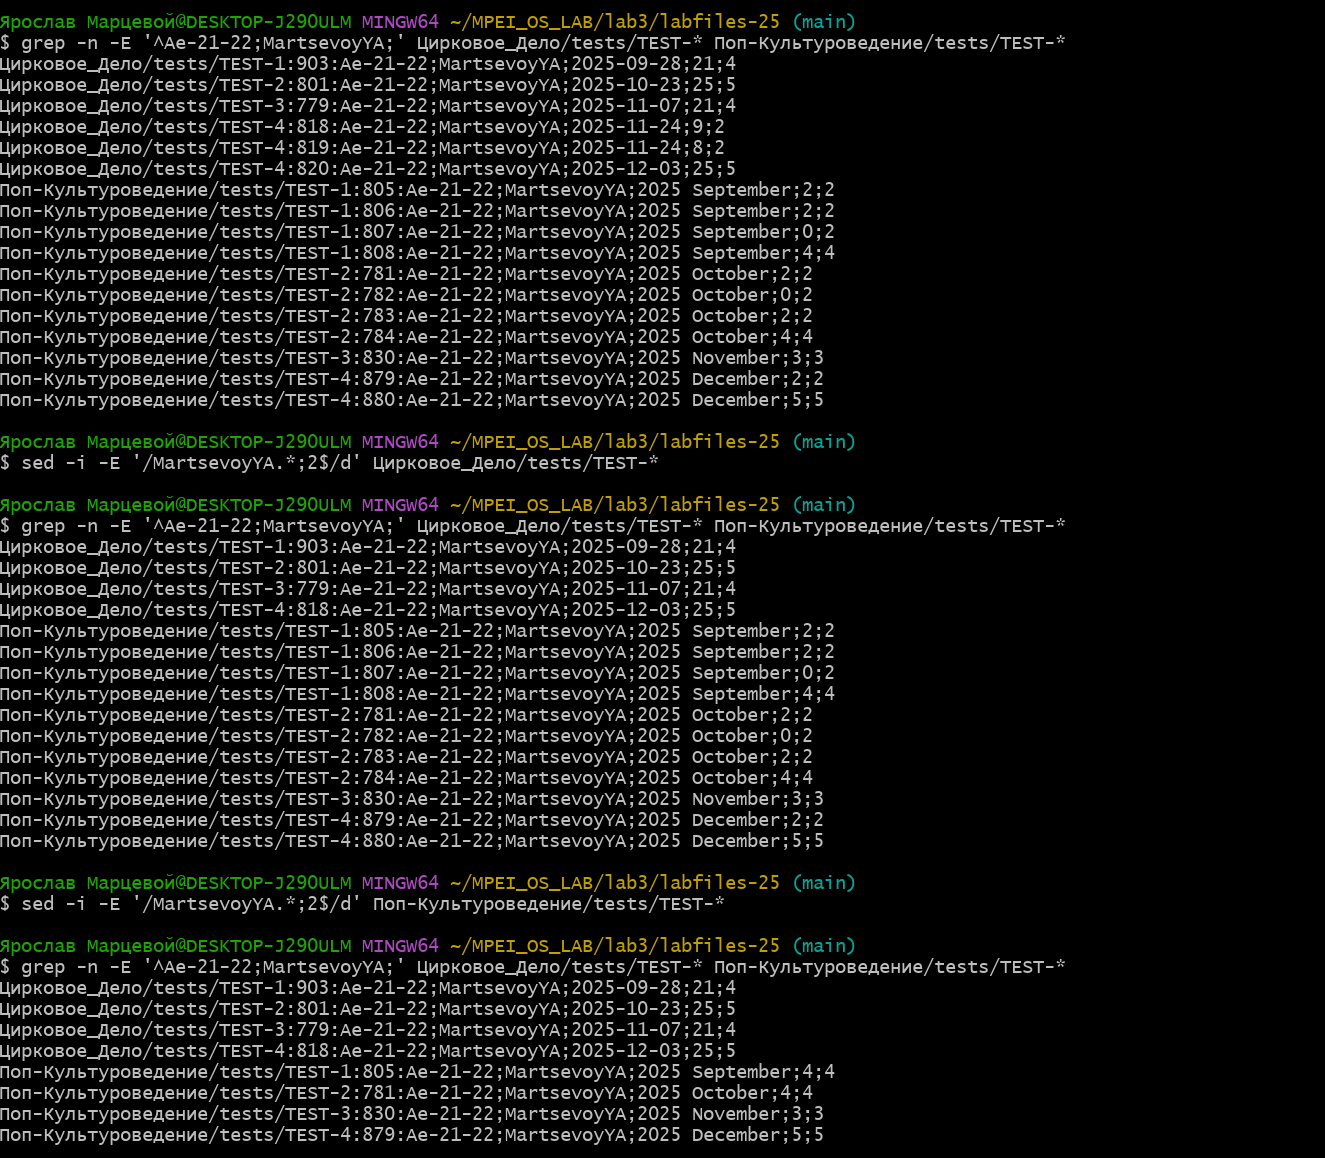 Ярослав Марцевой@DESKTOP-J29OULM MINGW64 ~/MPEI_OS_LAB/lab3/labfiles-25 (main)
$ grep -n -E '^Ae-21-22;MartsevoyYA;' Цирковое_Дело/tests/TEST-* Поп-Культуроведение/tests/TEST-*
Цирковое_Дело/tests/TEST-1:903:Ae-21-22;MartsevoyYA;2025-09-28;21;4
Цирковое_Дело/tests/TEST-2:801:Ae-21-22;MartsevoyYA;2025-10-23;25;5
Цирковое_Дело/tests/TEST-3:779:Ae-21-22;MartsevoyYA;2025-11-07;21;4
Цирковое_Дело/tests/TEST-4:818:Ae-21-22;MartsevoyYA;2025-11-24;9;2
Цирковое_Дело/tests/TEST-4:819:Ae-21-22;MartsevoyYA;2025-11-24;8;2
Цирковое_Дело/tests/TEST-4:820:Ae-21-22;MartsevoyYA;2025-12-03;25;5
Поп-Культуроведение/tests/TEST-1:805:Ae-21-22;MartsevoyYA;2025 September;2;2
Поп-Культуроведение/tests/TEST-1:806:Ae-21-22;MartsevoyYA;2025 September;2;2
Поп-Культуроведение/tests/TEST-1:807:Ae-21-22;MartsevoyYA;2025 September;0;2
Поп-Культуроведение/tests/TEST-1:808:Ae-21-22;MartsevoyYA;2025 September;4;4
Поп-Культуроведение/tests/TEST-2:781:Ae-21-22;MartsevoyYA;2025 October;2;2
Поп-Культуроведение/tests/TEST-2:782:Ae-21-22;MartsevoyYA;2025 October;0;2
Поп-Культуроведение/tests/TEST-2:783:Ae-21-22;MartsevoyYA;2025 October;2;2
Поп-Культуроведение/tests/TEST-2:784:Ae-21-22;MartsevoyYA;2025 October;4;4
Поп-Культуроведение/tests/TEST-3:830:Ae-21-22;MartsevoyYA;2025 November;3;3
Поп-Культуроведение/tests/TEST-4:879:Ae-21-22;MartsevoyYA;2025 December;2;2
Поп-Культуроведение/tests/TEST-4:880:Ae-21-22;MartsevoyYA;2025 December;5;5
Ярослав Марцевой@DESKTOP-J29OULM MINGW64 ~/MPEI_OS_LAB/lab3/labfiles-25 (main)
$ sed -i -E '/MartsevoyYA.*;2$/d' Цирковое_Дело/tests/TEST-*
Ярослав Марцевой@DESKTOP-J29OULM MINGW64 ~/MPEI_OS_LAB/lab3/labfiles-25 (main)
$ grep -n -E '^Ae-21-22;MartsevoyYA;' Цирковое_Дело/tests/TEST-* Поп-Культуроведение/tests/TEST-*
Цирковое_Дело/tests/TEST-1:903:Ae-21-22;MartsevoyYA;2025-09-28;21;4
Цирковое_Дело/tests/TEST-2:801:Ae-21-22;MartsevoyYA;2025-10-23;25;5
Цирковое_Дело/tests/TEST-3:779:Ae-21-22;MartsevoyYA;2025-11-07;21;4
Цирковое_Дело/tests/TEST-4:818:Ae-21-22;MartsevoyYA;2025-12-03;25;5
Поп-Культуроведение/tests/TEST-1:805:Ae-21-22;MartsevoyYA;2025 September;2;2
Поп-Культуроведение/tests/TEST-1:806:Ae-21-22;MartsevoyYA;2025 September;2;2
Поп-Культуроведение/tests/TEST-1:807:Ae-21-22;MartsevoyYA;2025 September;0;2
Поп-Культуроведение/tests/TEST-1:808:Ae-21-22;MartsevoyYA;2025 September;4;4
Поп-Культуроведение/tests/TEST-2:781:Ae-21-22;MartsevoyYA;2025 October;2;2
Поп-Культуроведение/tests/TEST-2:782:Ae-21-22;MartsevoyYA;2025 October;0;2
Поп-Культуроведение/tests/TEST-2:783:Ae-21-22;MartsevoyYA;2025 October;2;2
Поп-Культуроведение/tests/TEST-2:784:Ae-21-22;MartsevoyYA;2025 October;4;4
Поп-Культуроведение/tests/TEST-3:830:Ae-21-22;MartsevoyYA;2025 November;3;3
Поп-Культуроведение/tests/TEST-4:879:Ae-21-22;MartsevoyYA;2025 December;2;2
Поп-Культуроведение/tests/TEST-4:880:Ae-21-22;MartsevoyYA;2025 December;5;5
Ярослав Марцевой@DESKTOP-J29OULM MINGW64 ~/MPEI_OS_LAB/lab3/labfiles-25 (main)
$ sed -i -E '/MartsevoyYA.*;2$/d' Поп-Культуроведение/tests/TEST-*
Ярослав Марцевой@DESKTOP-J29OULM MINGW64 ~/MPEI_OS_LAB/lab3/labfiles-25 (main)
$ grep -n -E '^Ae-21-22;MartsevoyYA;' Цирковое_Дело/tests/TEST-* Поп-Культуроведение/tests/TEST-*
Цирковое_Дело/tests/TEST-1:903:Ae-21-22;MartsevoyYA;2025-09-28;21;4
Цирковое_Дело/tests/TEST-2:801:Ae-21-22;MartsevoyYA;2025-10-23;25;5
Цирковое_Дело/tests/TEST-3:779:Ae-21-22;MartsevoyYA;2025-11-07;21;4
Цирковое_Дело/tests/TEST-4:818:Ae-21-22;MartsevoyYA;2025-12-03;25;5
Поп-Культуроведение/tests/TEST-1:805:Ae-21-22;MartsevoyYA;2025 September;4;4
Поп-Культуроведение/tests/TEST-2:781:Ae-21-22;MartsevoyYA;2025 October;4;4
Поп-Культуроведение/tests/TEST-3:830:Ae-21-22;MartsevoyYA;2025 November;3;3
Поп-Культуроведение/tests/TEST-4:879:Ae-21-22;MartsevoyYA;2025 December;5;5